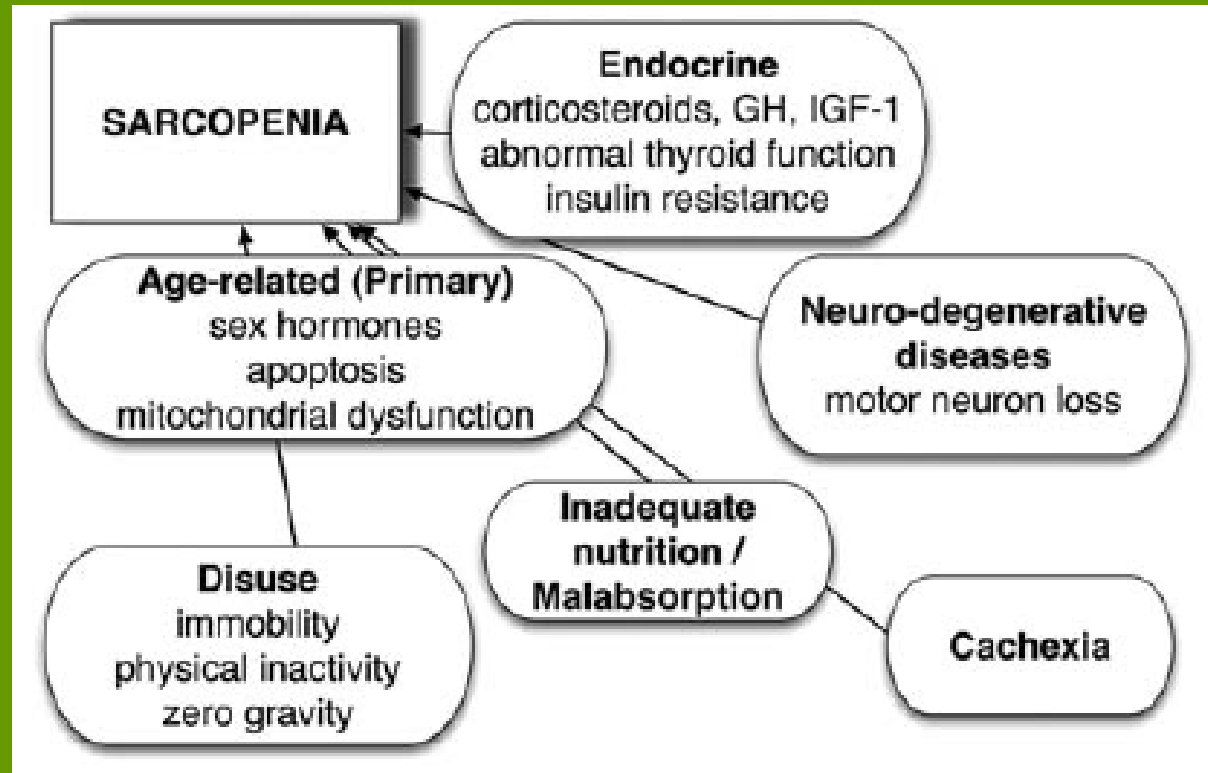 SARCOPENIA
Endocrine
corticosteroids, GH, IGF-1
abnormal thyroid function
insulin resistance
Age-related (Primary)
sex hormones
apoptosis
mitochondrial dysfunction
Neuro-degenerative
diseases
motor neuron loss
Inadequate
nutrition /
Malabsorption
Disuse
immobility
physical inactivity
zero gravity
Cachexia